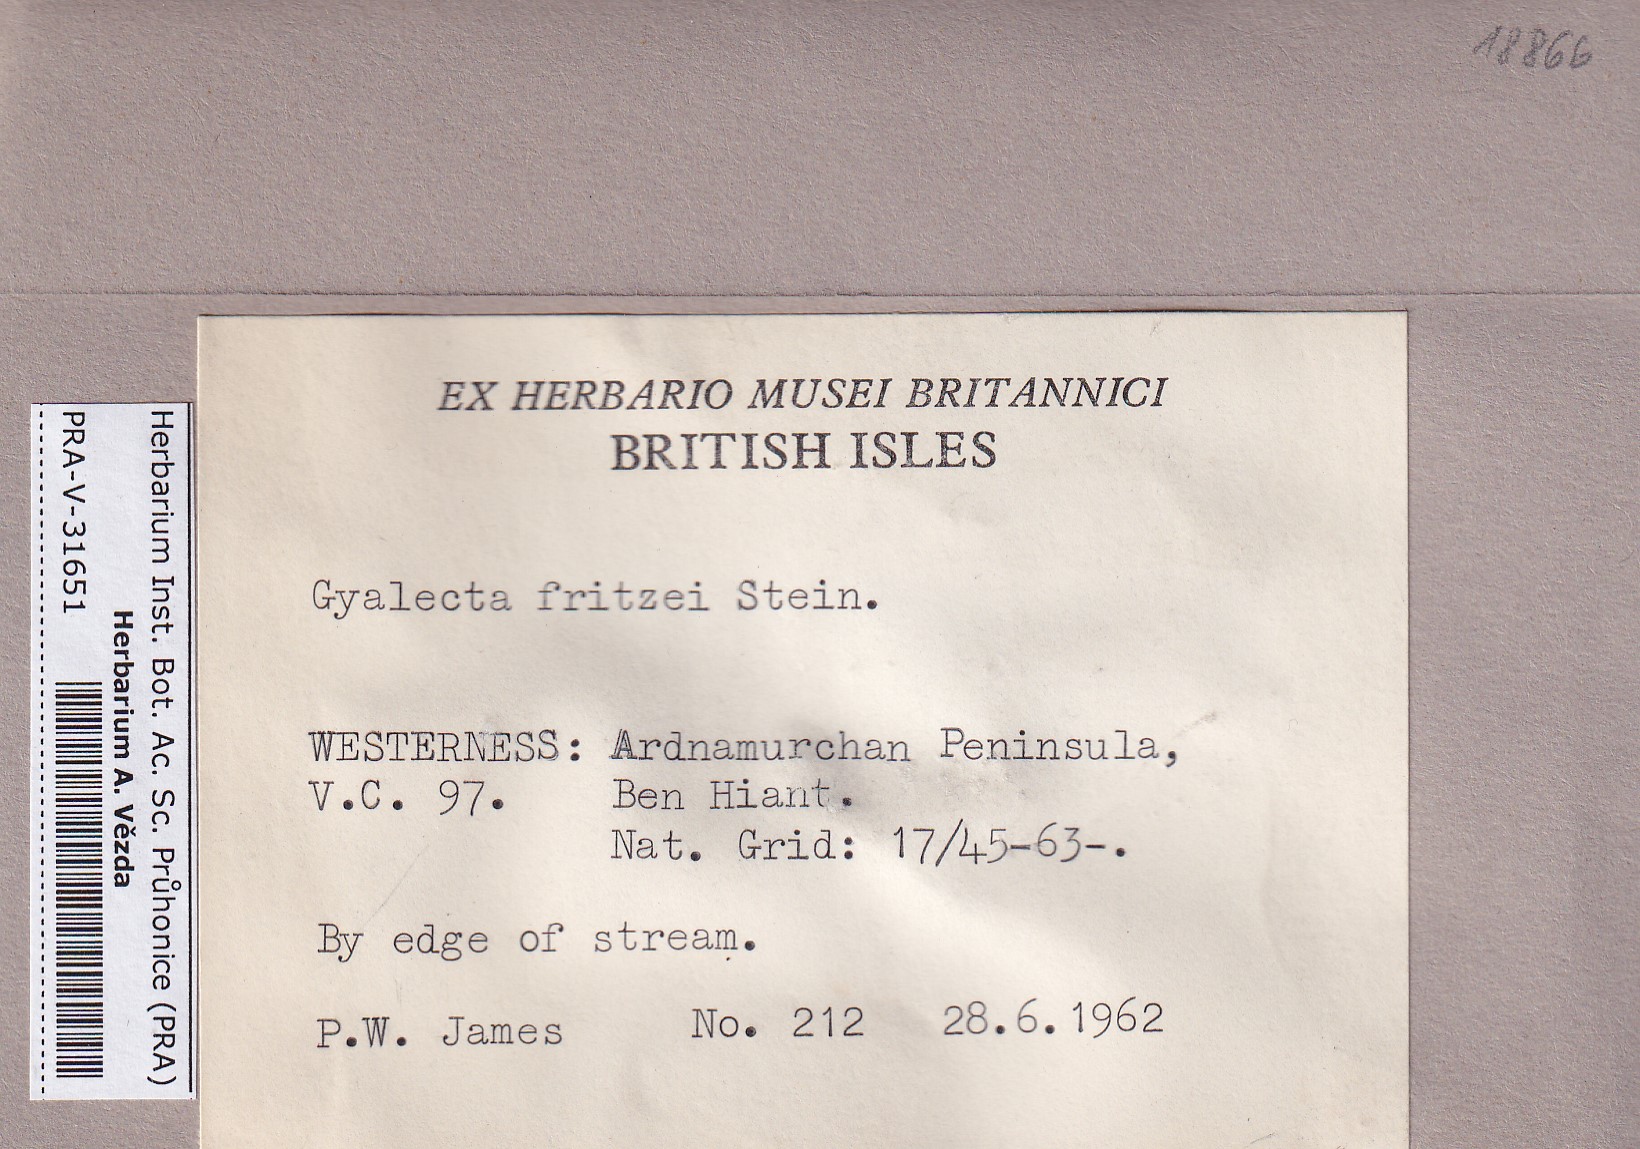 18866
EX HERBARIO MUSEI BRITANNICI
BRITISH ISLES
Gyalecta fritzei Stein.
WESTERNESS: Ardnamurchan Peninsula,
V.C. 97. Ben Hiant.
Nat. Grid: 17/45-63-.
By edge of stream.
P.W. James No. 212 28.6.1962
Herbarium Inst. Bot. Ac. Sc. Průhonice (PRA)
Herbarium A. Vězda
PRA-V-31651